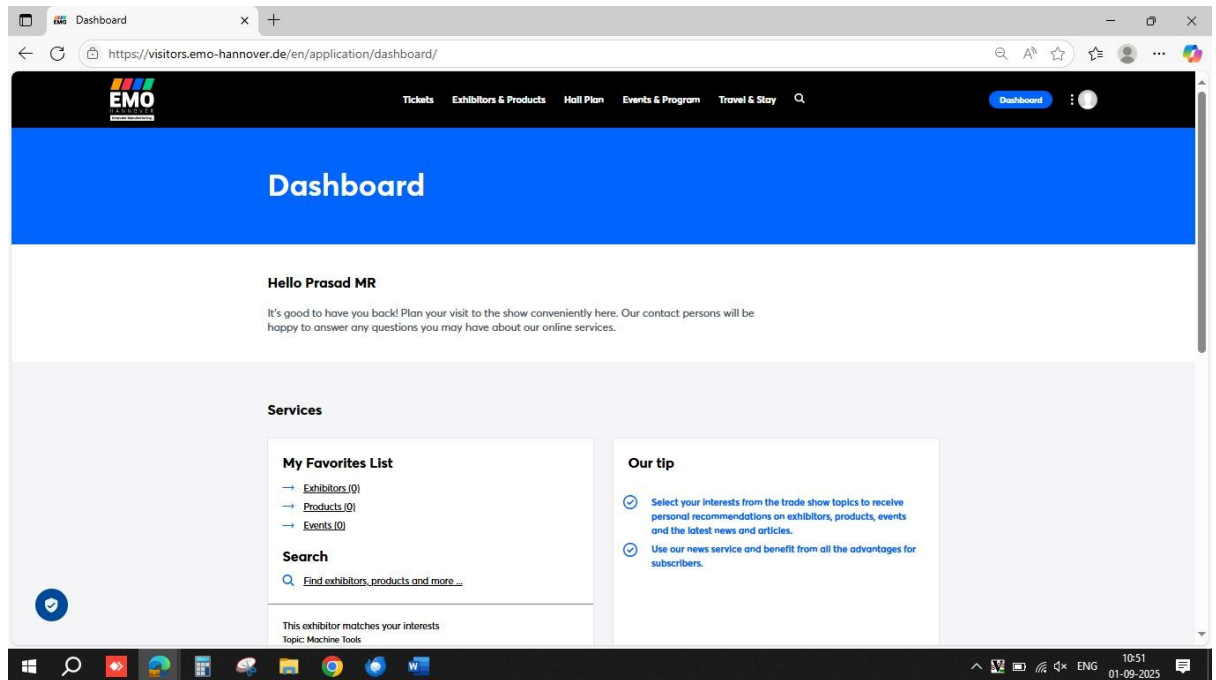 Dashboard
https://visitors.emo-hannover.de/en/application/dashboard/
EMO
HANNOVER
Tickets Exhibitors & Products Hall Plan Events & Program Travel & Stay
Dashboard
Dashboard
Hello Prasad MR
It's good to have you back! Plan your visit to the show conveniently here. Our contact persons will be
happy to answer any questions you may have about our online services.
Services
My Favorites List
→ Exhibitors (0)
→ Products (0)
→ Events (0)
Search
Find exhibitors, products and more ...
This exhibitor matches your interests
Topic: Machine Tools
Our tip
Select your interests from the trade show topics to receive
personal recommendations on exhibitors, products, events
and the latest news and articles.
Use our news service and benefit from all the advantages for
subscribers.
ENG
10:51
01-09-2025